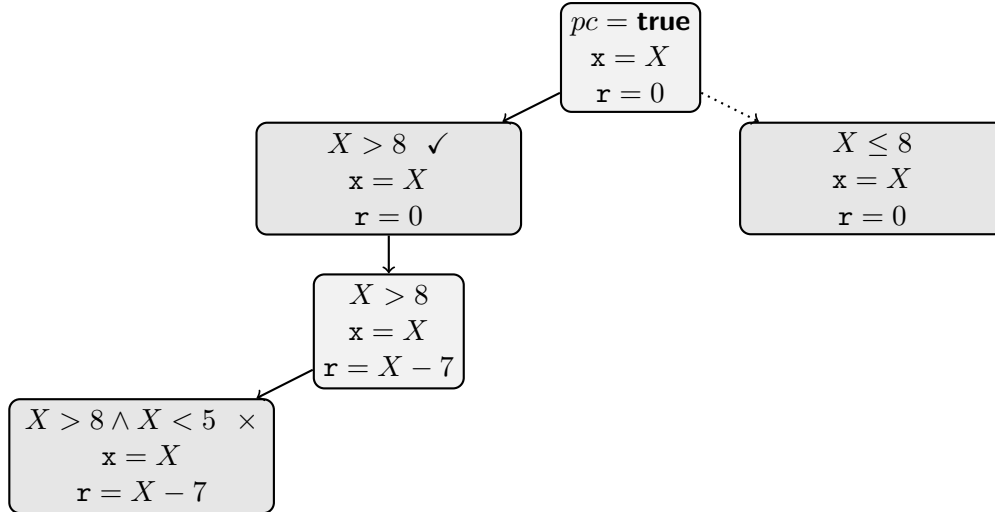 pc = true
x = X
r = 0
X > 8 ✓
x = X
r = 0
X ≤ 8
x = X
r = 0
X > 8
x = X
r = X − 7
X > 8 ∧ X < 5 ×
x = X
r = X − 7